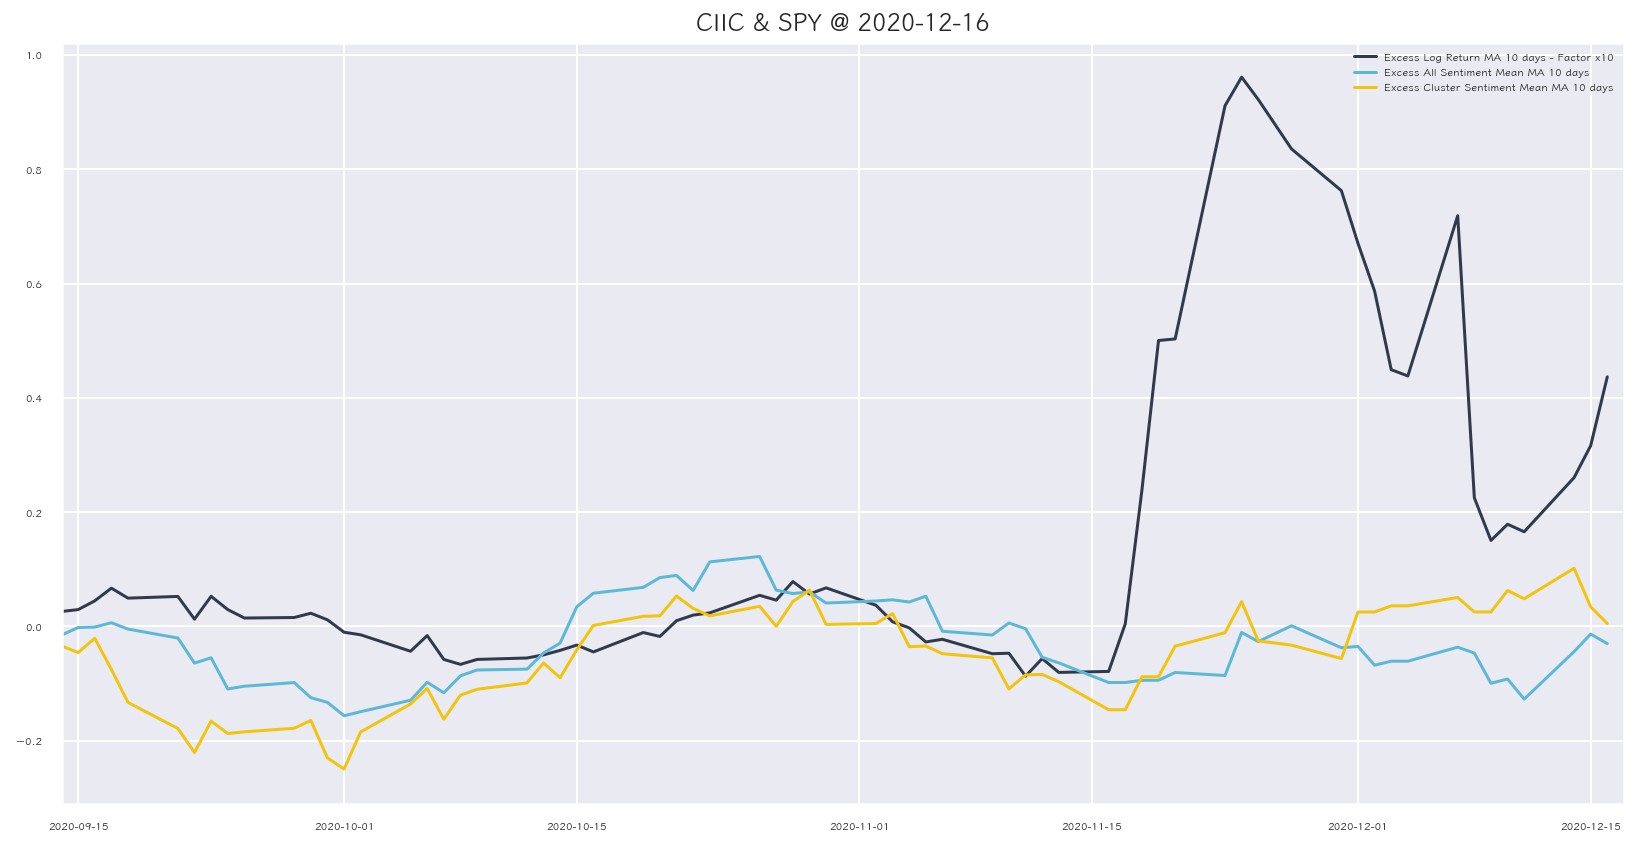 CIIC & SPY @ 2020-12-16
Excess Log Return MA 10 days - Factor x10
Excess All Sentiment Mean MA 10 days
Excess Cluster Sentiment Mean MA 10 days
1.0
0.8
0.6
0.4
0.2
0.0
−0.2
2020-09-15 2020-10-01 2020-10-15 2020-11-01 2020-11-15 2020-12-01 2020-12-15